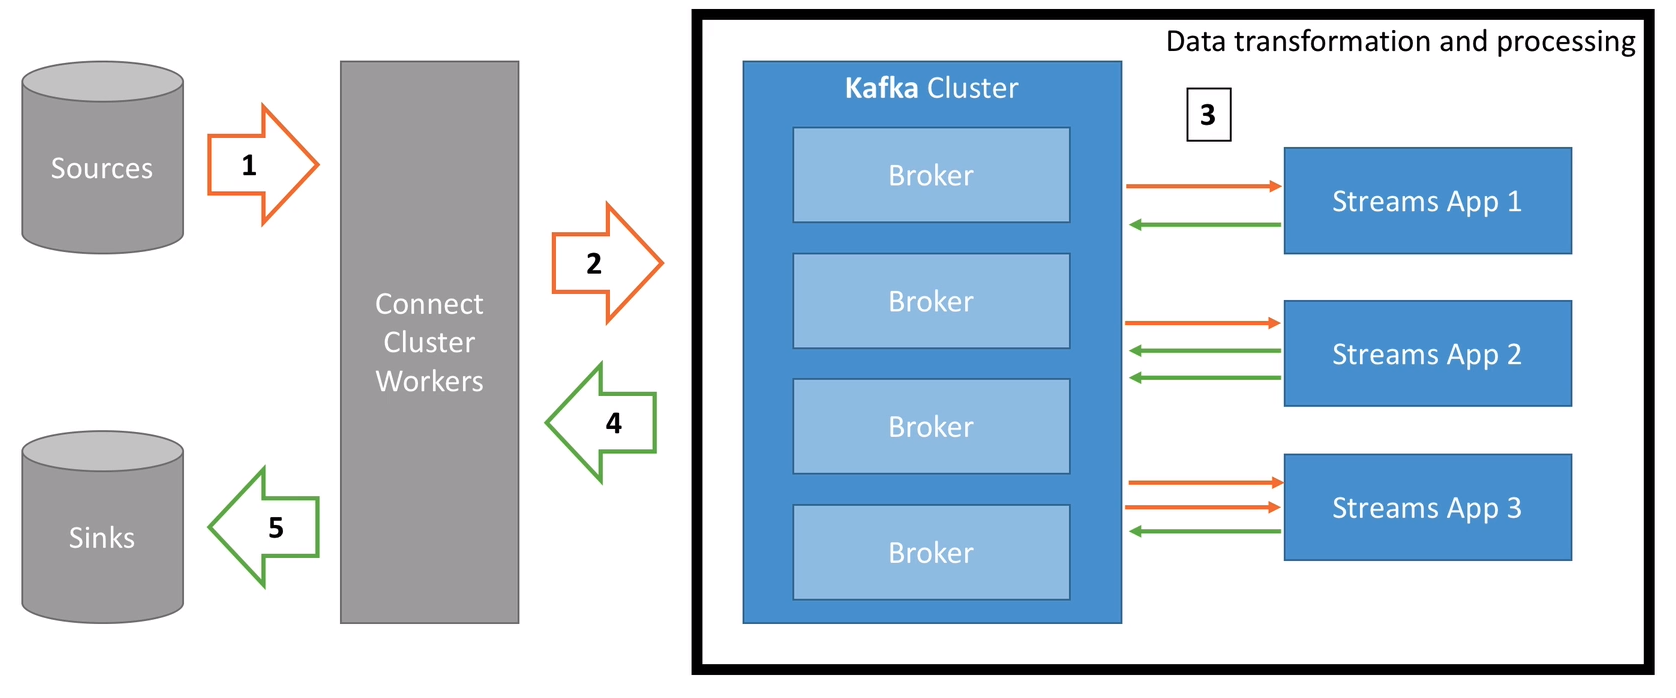 Data transformation and processing
Sources
1
Connect
Cluster
Workers
2
4
Sinks
5
Kafka Cluster
Broker
Broker
Broker
Broker
3
Streams App 1
Streams App 2
Streams App 3